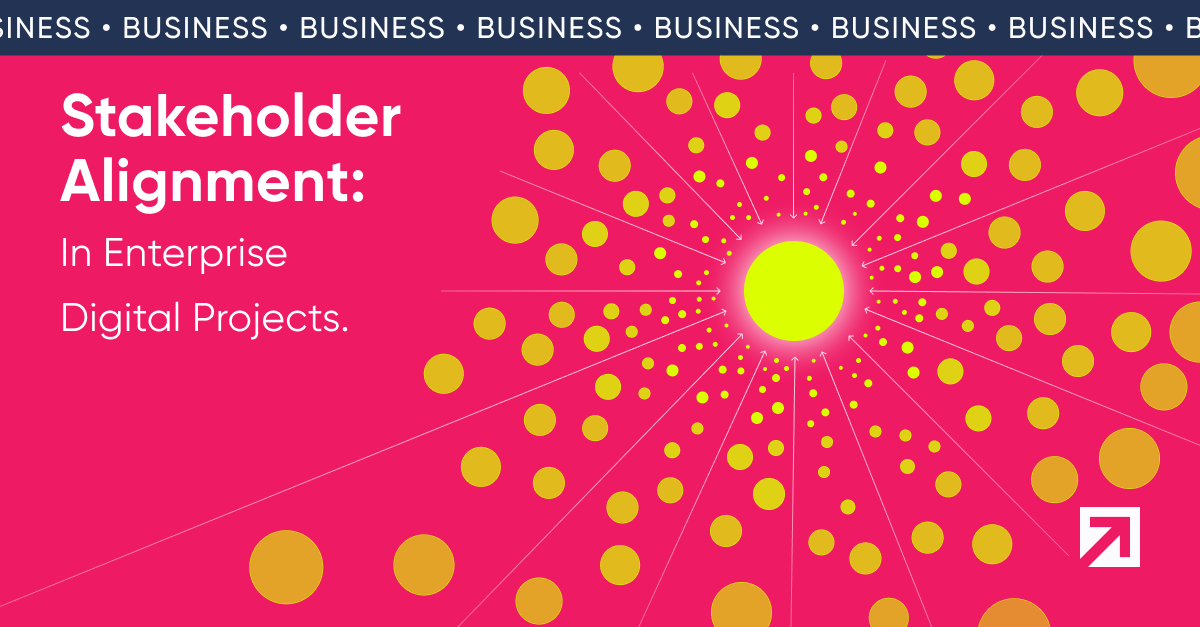 SINESS • BUSINESS • BUSINESS • BUSINESS • BUSINESS • BUSINESS • BUSINESS • B
Stakeholder
Alignment:
In Enterprise
Digital Projects.